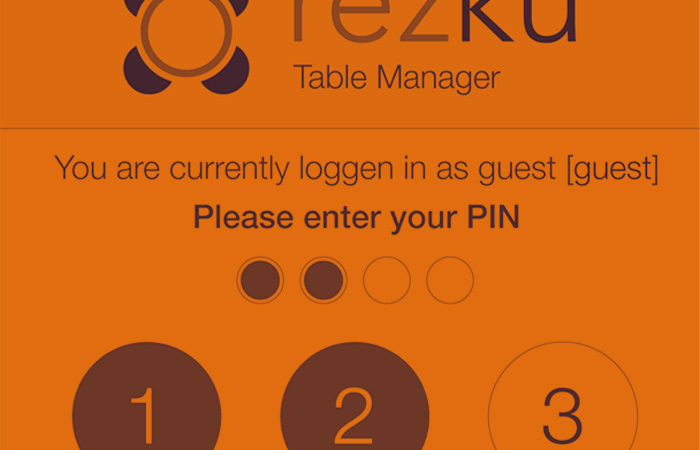 rezku
Table Manager
You are currently loggen in as guest [guest]
Please enter your PIN
1 2 3